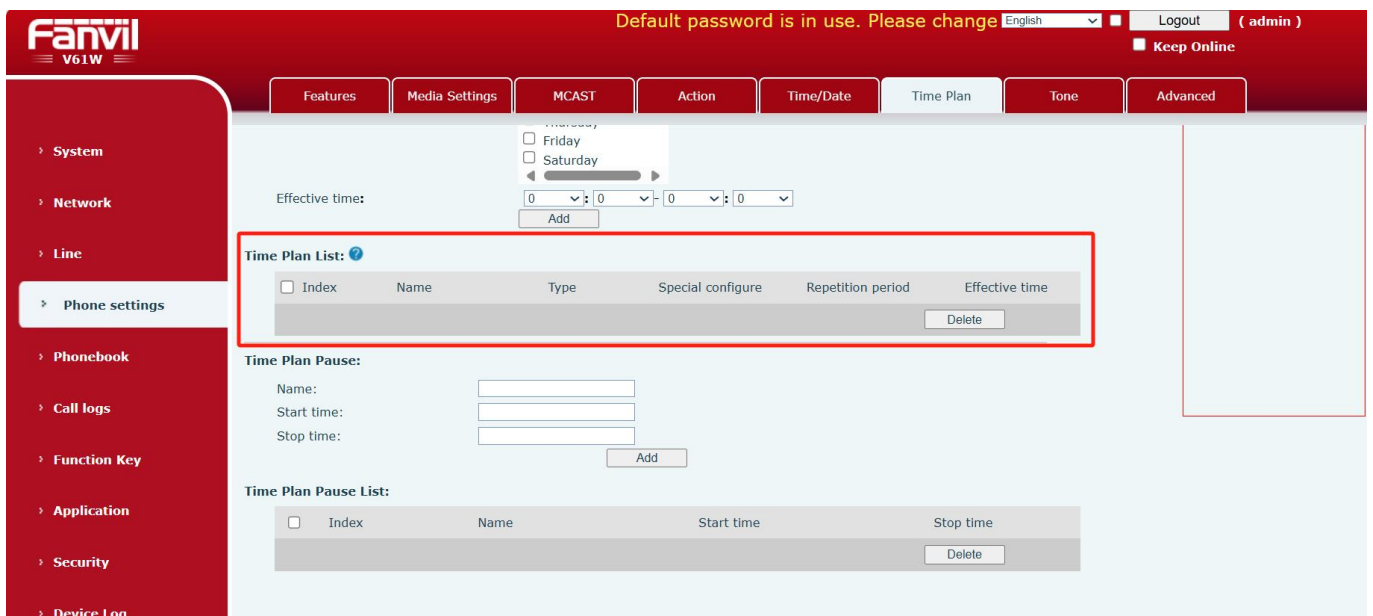 Default password is in use. Please change English Logout ( admin )
Fanvil
V61W
Keep Online
Features Media Settings MCAST Action Time/Date Time Plan Tone Advanced
Thursday
Friday
Saturday
Effective time: 0 : 0 - 0 : 0
Add
Time Plan List: ?
Index Name Type Special configure Repetition period Effective time
Delete
Time Plan Pause:
Name:
Start time:
Stop time:
Add
Time Plan Pause List:
Index Name Start time Stop time
Delete
› System
› Network
› Line
› Phone settings
› Phonebook
› Call logs
› Function Key
› Application
› Security
› Device Log